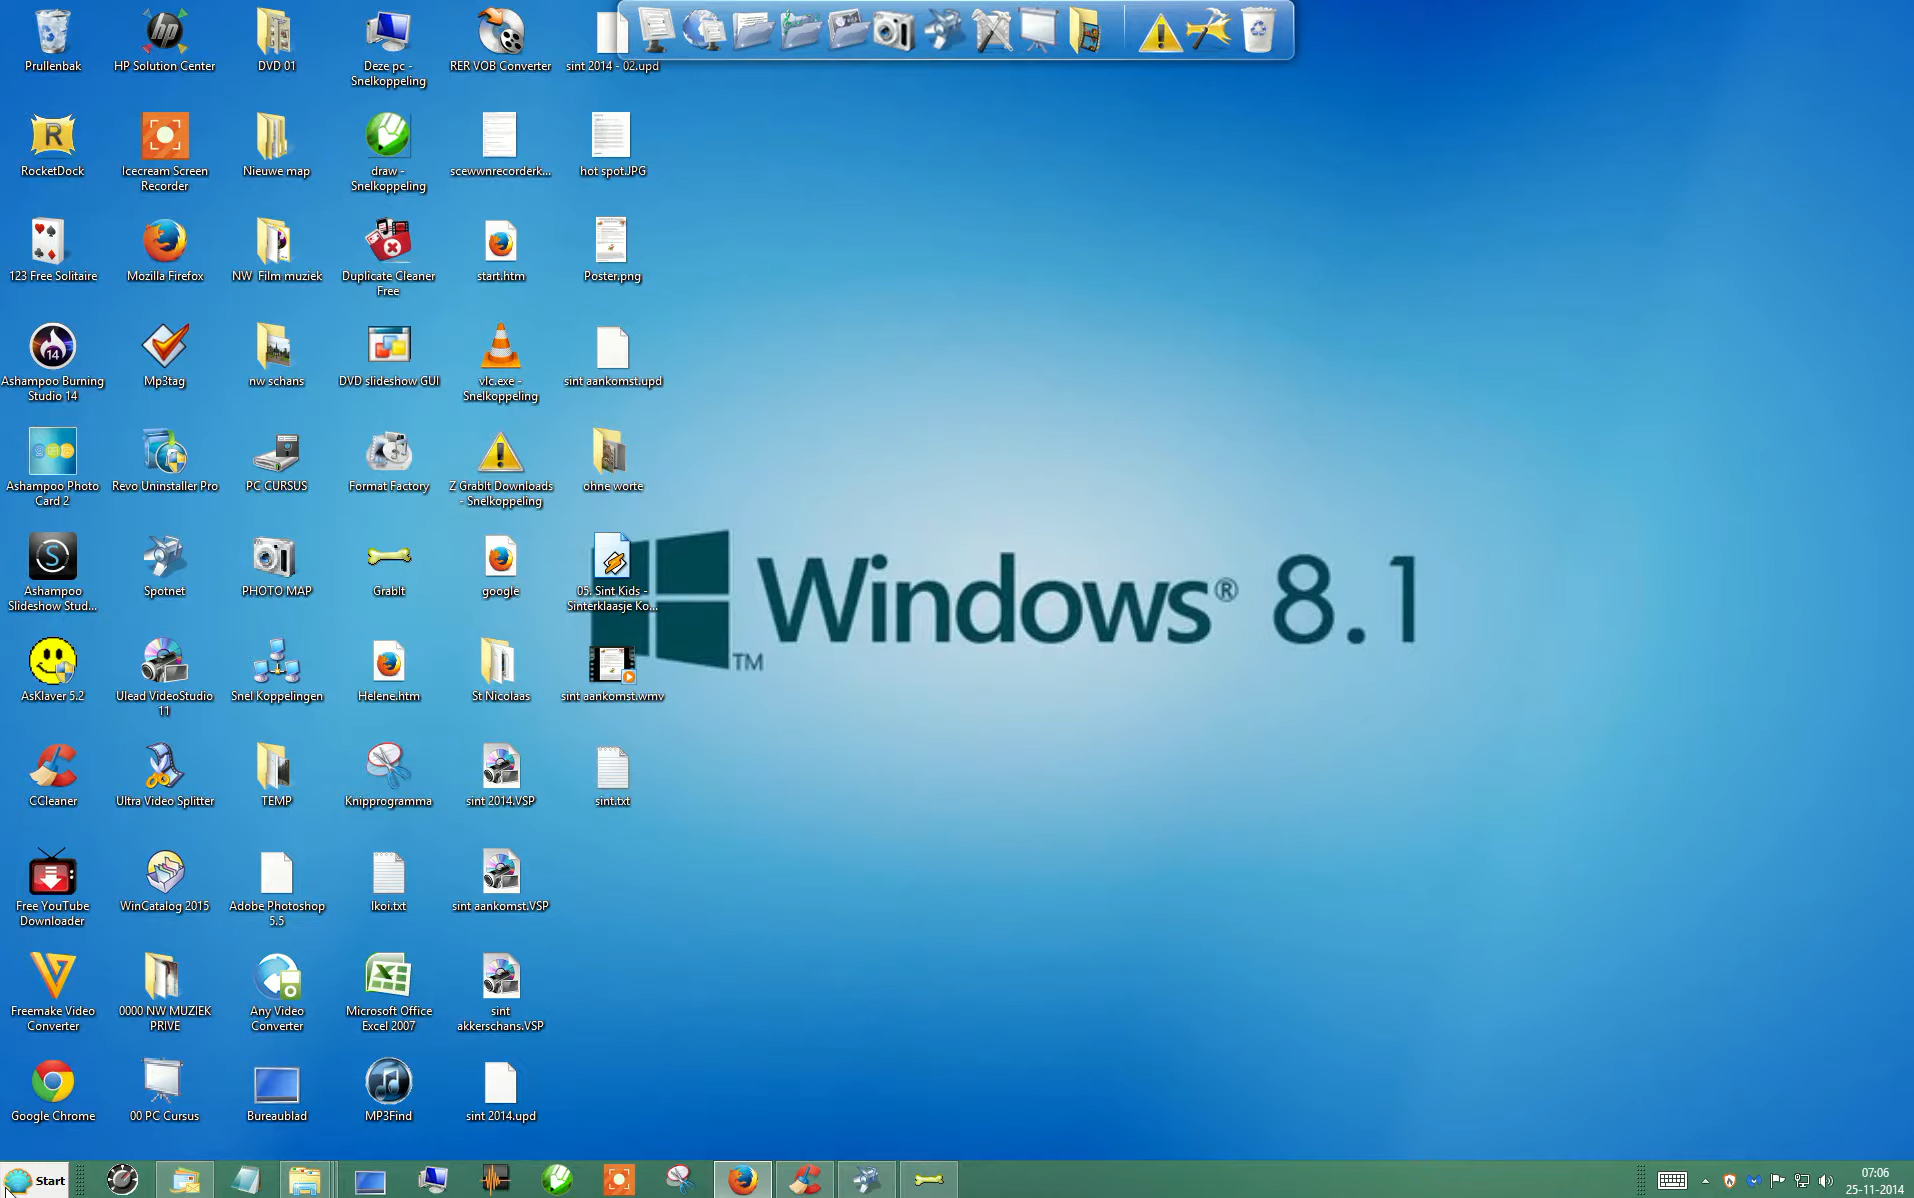 Prullenbak
HP Solution Center
DVD 01
Deze pc -
Snelkoppeling
RER VOB Converter
sint 2014 - 02.upd
RocketDock
Icecream Screen
Recorder
Nieuwe map
draw -
Snelkoppeling
scewwnrecorderk...
hot spot.JPG
123 Free Solitaire
Mozilla Firefox
NW Film muziek
Duplicate Cleaner
Free
start.htm
Poster.png
14
Ashampoo Burning
Studio 14
Mp3tag
nw schans
DVD slideshow GUI
vlc.exe -
Snelkoppeling
sint aankomst.upd
Ashampoo Photo
Card 2
Revo Uninstaller Pro
PC CURSUS
Format Factory
Z GrabIt Downloads
- Snelkoppeling
ohne worte
Ashampoo
Slideshow Stud...
Spotnet
PHOTO MAP
GrabIt
google
05. Sint Kids -
Sinterklaasje Ko...
Windows® 8.1
TM
AsKlaver 5.2
Ulead VideoStudio
11
Snel Koppelingen
Helene.htm
St Nicolaas
sint aankomst.wmv
CCleaner
Ultra Video Splitter
TEMP
Knipprogramma
sint 2014.VSP
sint.txt
Free YouTube
Downloader
WinCatalog 2015
Adobe Photoshop
5.5
lkoi.txt
sint aankomst.VSP
Freemake Video
Converter
0000 NW MUZIEK
PRIVE
Any Video
Converter
Microsoft Office
Excel 2007
sint
akkerschans.VSP
Google Chrome
00 PC Cursus
Bureaublad
MP3Find
sint 2014.upd
Start
07:06
25-11-2014